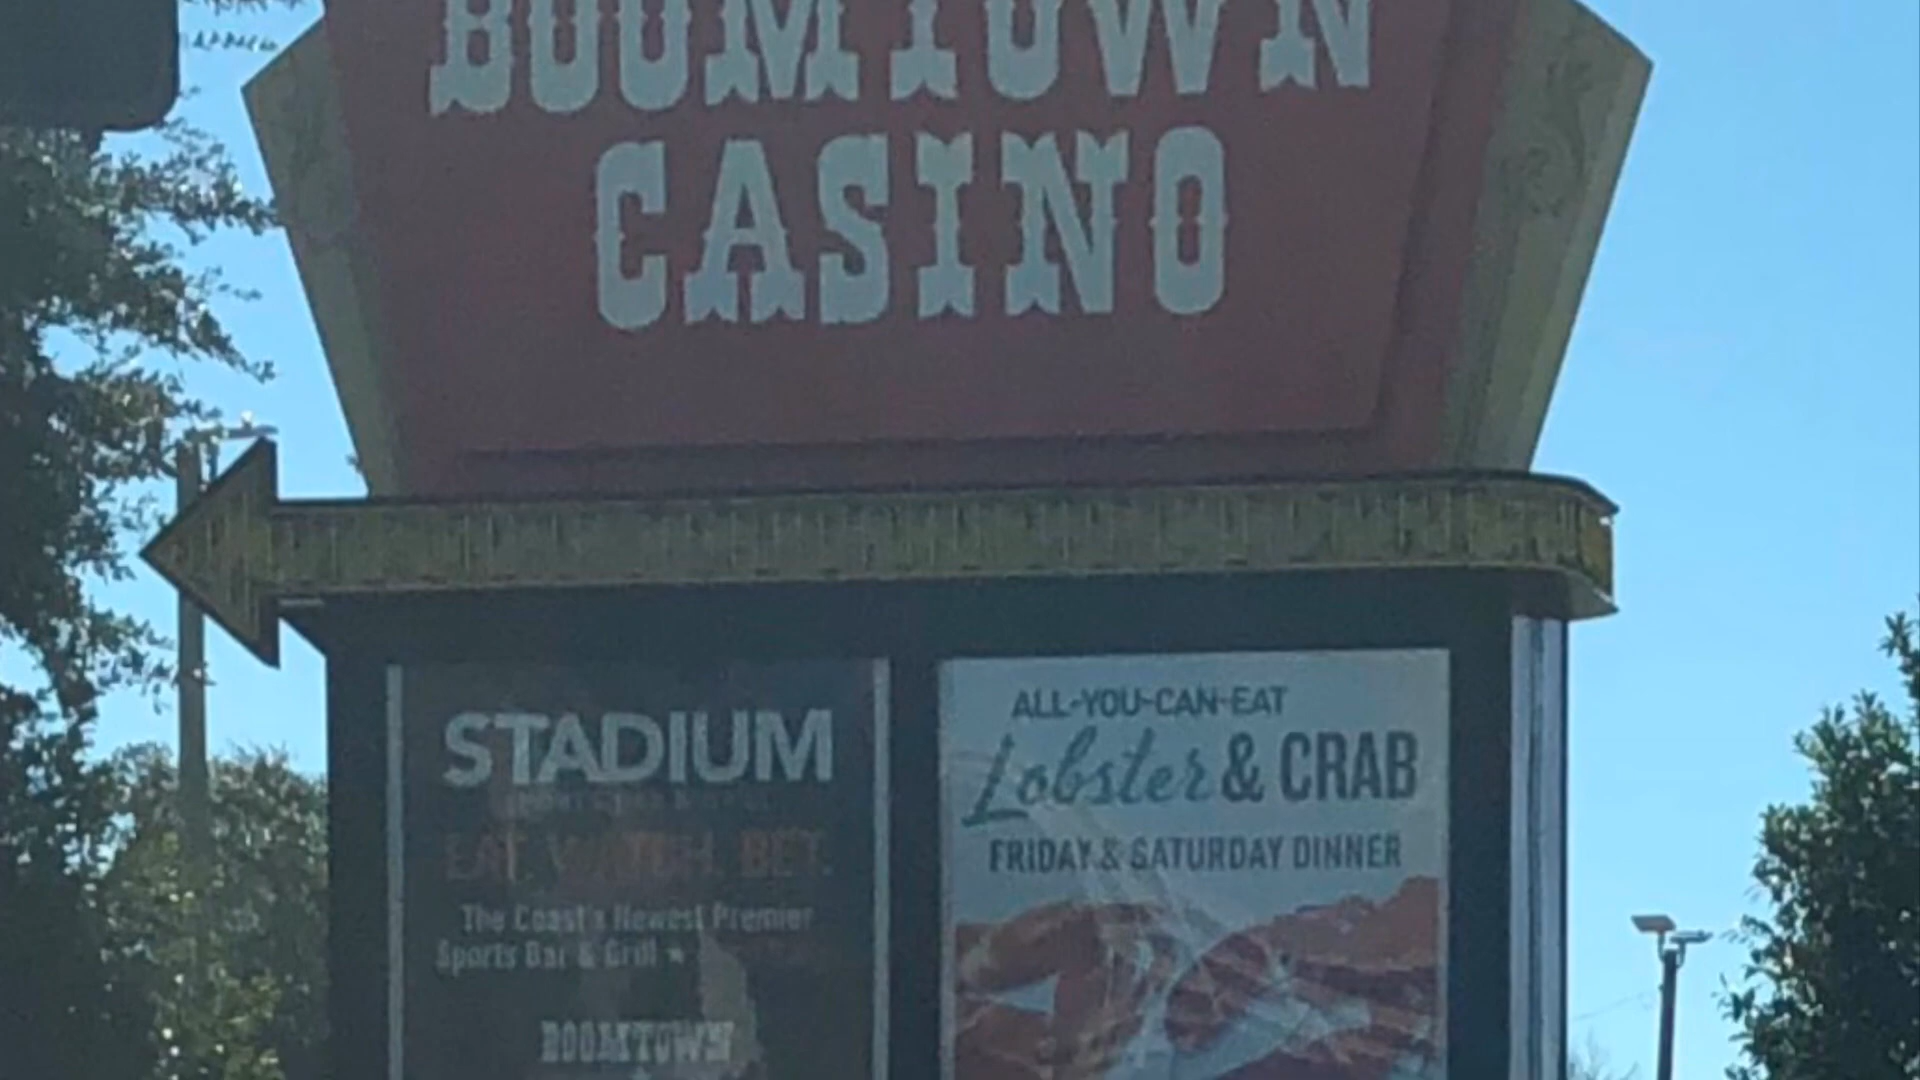 BOOMTOWN
CASINO
STADIUM
EAT. WATCH. BET.
The Coast's Newest Premier
Sports Bar & Grill ★
BOOMTOWN
ALL-YOU-CAN-EAT
Lobster & CRAB
FRIDAY & SATURDAY DINNER